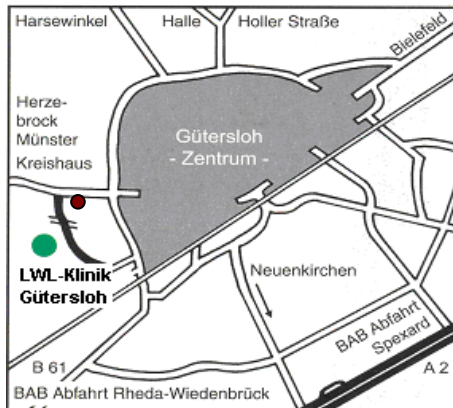 Harsewinkel
Halle
Holler Straße
Bielefeld
Herze-
brock
Münster
Kreishaus
Gütersloh
- Zentrum -
LWL-Klinik
Gütersloh
Neuenkirchen
BAB Abfahrt
Spexard
B 61
A 2
BAB Abfahrt Rheda-Wiedenbrück